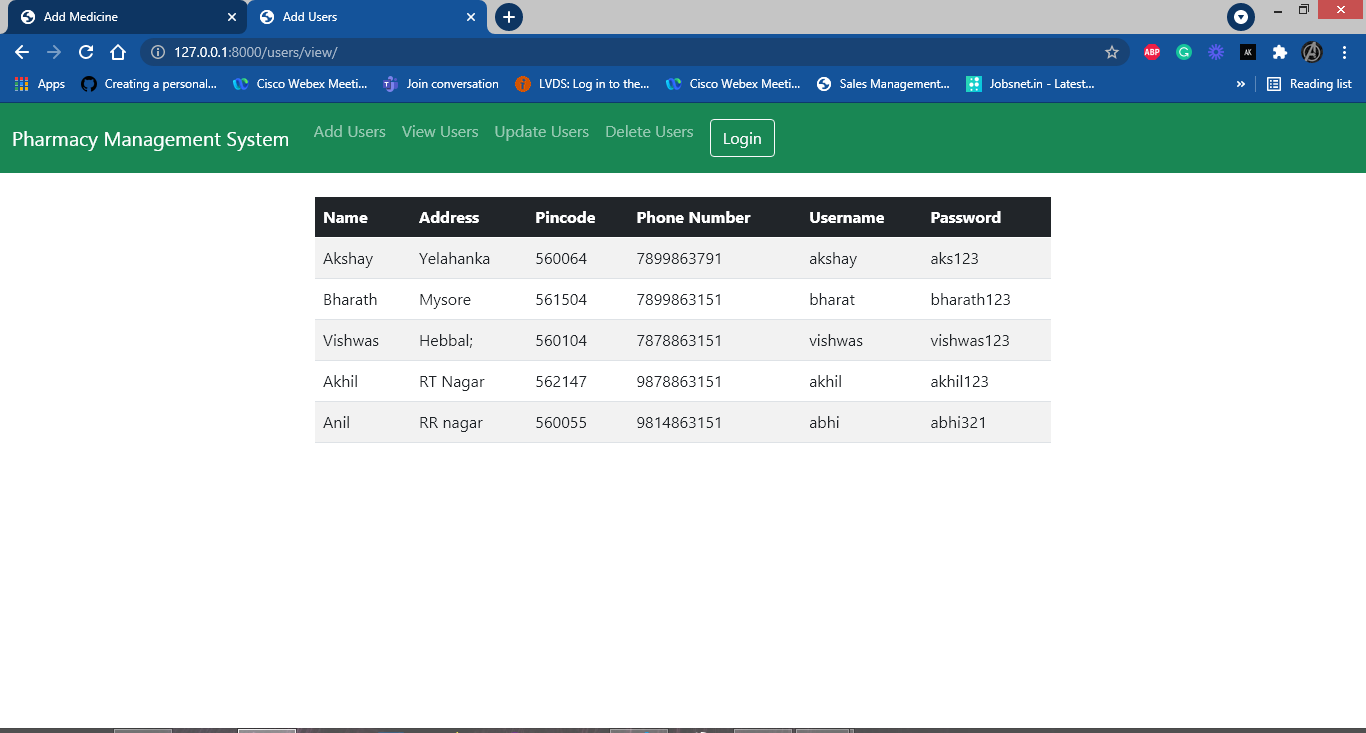 Add Medicine
Add Users
127.0.0.1:8000/users/view/
ABP
AK
Apps
Creating a personal...
Cisco Webex Meeti...
Join conversation
LVDS: Log in to the...
Cisco Webex Meeti...
Sales Management...
Jobsnet.in - Latest...
»
Reading list
Pharmacy Management System
Add Users View Users Update Users Delete Users Login
Name Address Pincode Phone Number Username Password
Akshay Yelahanka 560064 7899863791 akshay aks123
Bharath Mysore 561504 7899863151 bharat bharath123
Vishwas Hebbal; 560104 7878863151 vishwas vishwas123
Akhil RT Nagar 562147 9878863151 akhil akhil123
Anil RR nagar 560055 9814863151 abhi abhi321